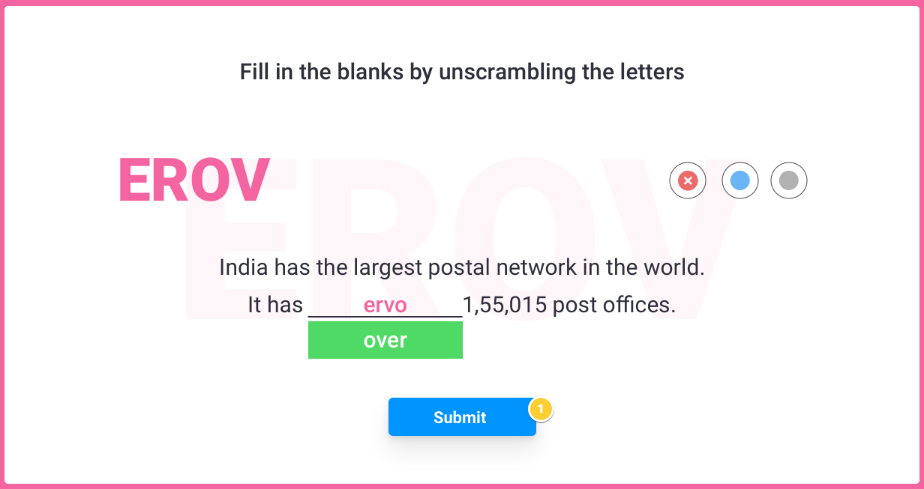 Fill in the blanks by unscrambling the letters
EROV
EROV
India has the largest postal network in the world.
It has ervo 1,55,015 post offices.
over
Submit 1